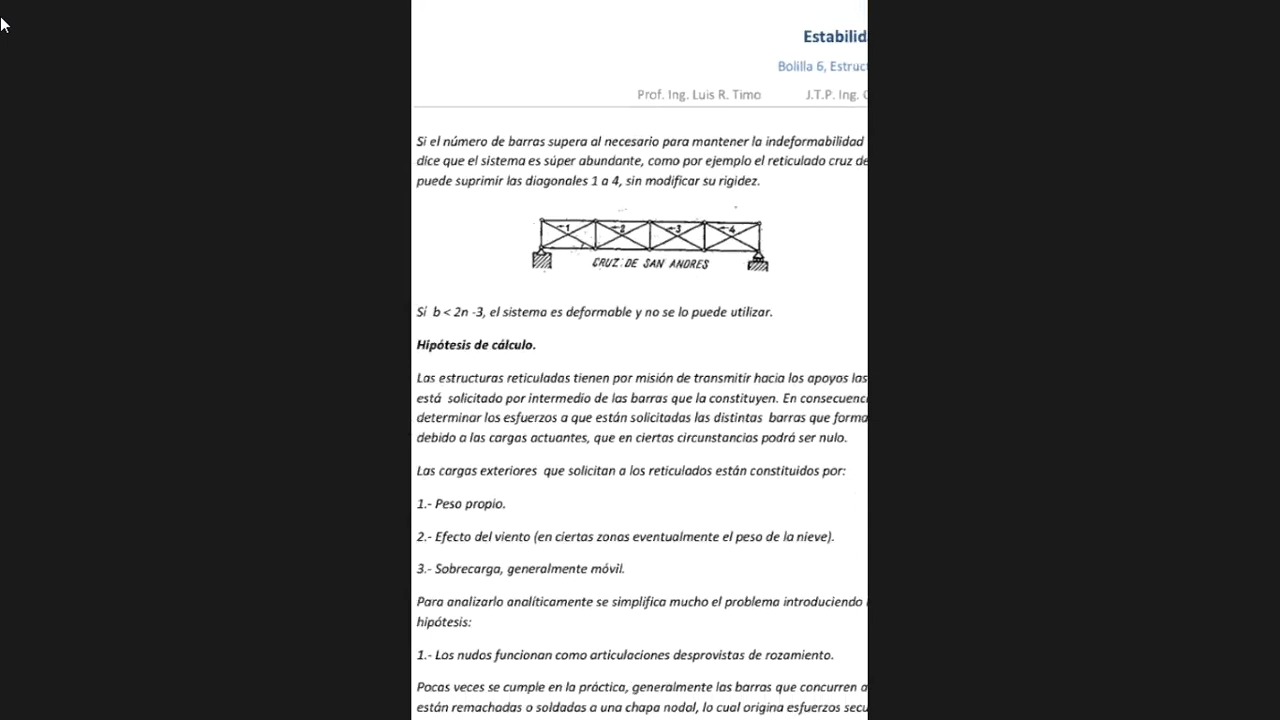 Estabilid
Bolilla 6, Estruct
Prof. Ing. Luis R. Timo J.T.P. Ing.
Si el número de barras supera al necesario para mantener la indeformabilidad
dice que el sistema es súper abundante, como por ejemplo el reticulado cruz de
puede suprimir las diagonales 1 a 4, sin modificar su rigidez.
1 2 3 4
CRUZ DE SAN ANDRES
Sí b < 2n -3, el sistema es deformable y no se lo puede utilizar.
Hipótesis de cálculo.
Las estructuras reticuladas tienen por misión de transmitir hacia los apoyos las
está solicitado por intermedio de las barras que la constituyen. En consecuenci
determinar los esfuerzos a que están solicitadas las distintas barras que forma
debido a las cargas actuantes, que en ciertas circunstancias podrá ser nulo.
Las cargas exteriores que solicitan a los reticulados están constituidos por:
1.- Peso propio.
2.- Efecto del viento (en ciertas zonas eventualmente el peso de la nieve).
3.- Sobrecarga, generalmente móvil.
Para analizarlo analíticamente se simplifica mucho el problema introduciendo
hipótesis:
1.- Los nudos funcionan como articulaciones desprovistas de rozamiento.
Pocas veces se cumple en la práctica, generalmente las barras que concurren a
están remachadas o soldadas a una chapa nodal, lo cual origina esfuerzos secu